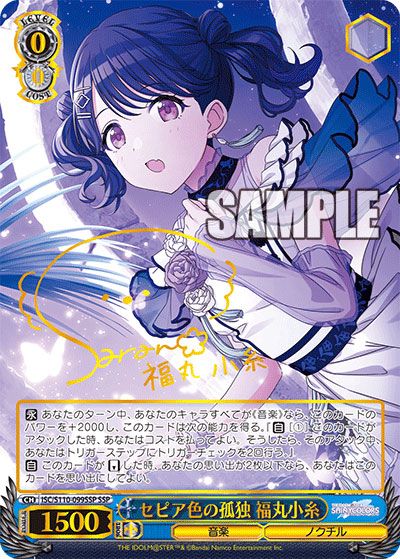 LEVEL
0
0
COST
SAMPLE
Saran
福丸小糸
【永】 あなたのターン中、あなたのキャラすべてが《音楽》なら、このカードの
パワーを+2000し、このカードは次の能力を得る。『【自】［⑴］ このカードが
アタックした時、あなたはコストを払ってよい。そうしたら、そのアタック中、
あなたはトリガーステップにトリガーチェックを2回行う。』
【自】 このカードが【↓】した時、あなたの思い出が2枚以下なら、あなたはこのカード
を思い出にしてよい。
CH ISC/S110-099SSP SSP
POWER
1500
セピア色の孤独 福丸小糸
THE IDOLM@STER SHINYCOLORS
音楽
ノクチル
THE IDOLM@STER™& ©Bandai Namco Entertainment Inc.